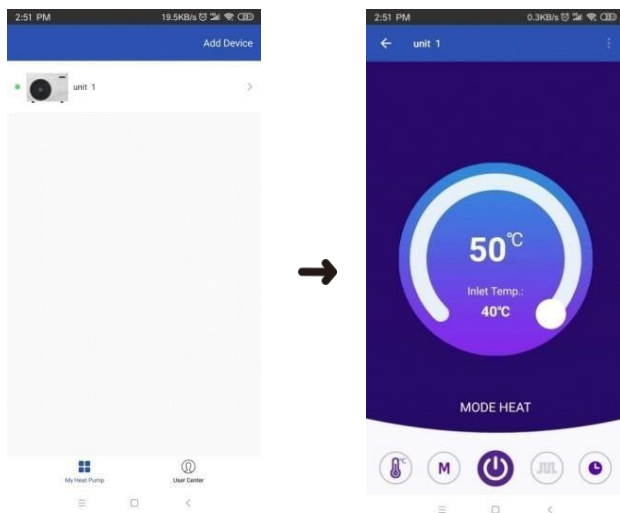 2:51 PM
19.5KB/s
Add Device
unit 1
My Heat Pump
User Center
2:51 PM
0.3KB/s
unit 1
50°C
Inlet Temp.:
40°C
MODE HEAT
°C
M